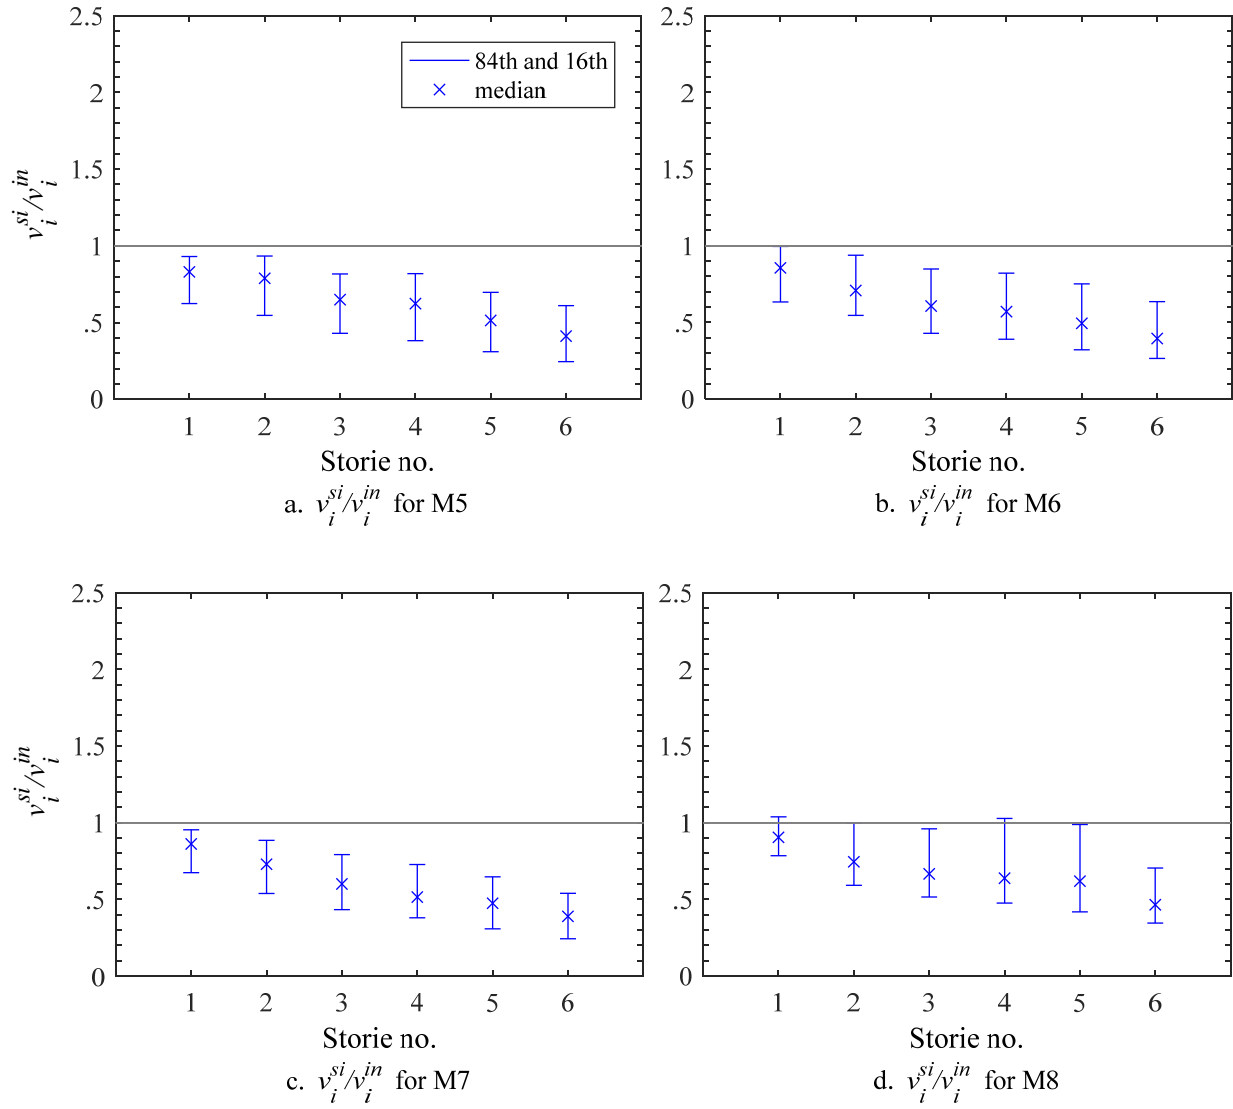 2.5
2
1.5
1
.5
0
v_i^{si}/v_i^{in}
84th and 16th
median
1 2 3 4 5 6
Storie no.
a. v_i^{si}/v_i^{in} for M5
2.5
2
1.5
1
.5
0
1 2 3 4 5 6
Storie no.
b. v_i^{si}/v_i^{in} for M6
2.5
2
1.5
1
.5
0
v_i^{si}/v_i^{in}
1 2 3 4 5 6
Storie no.
c. v_i^{si}/v_i^{in} for M7
2.5
2
1.5
1
.5
0
1 2 3 4 5 6
Storie no.
d. v_i^{si}/v_i^{in} for M8